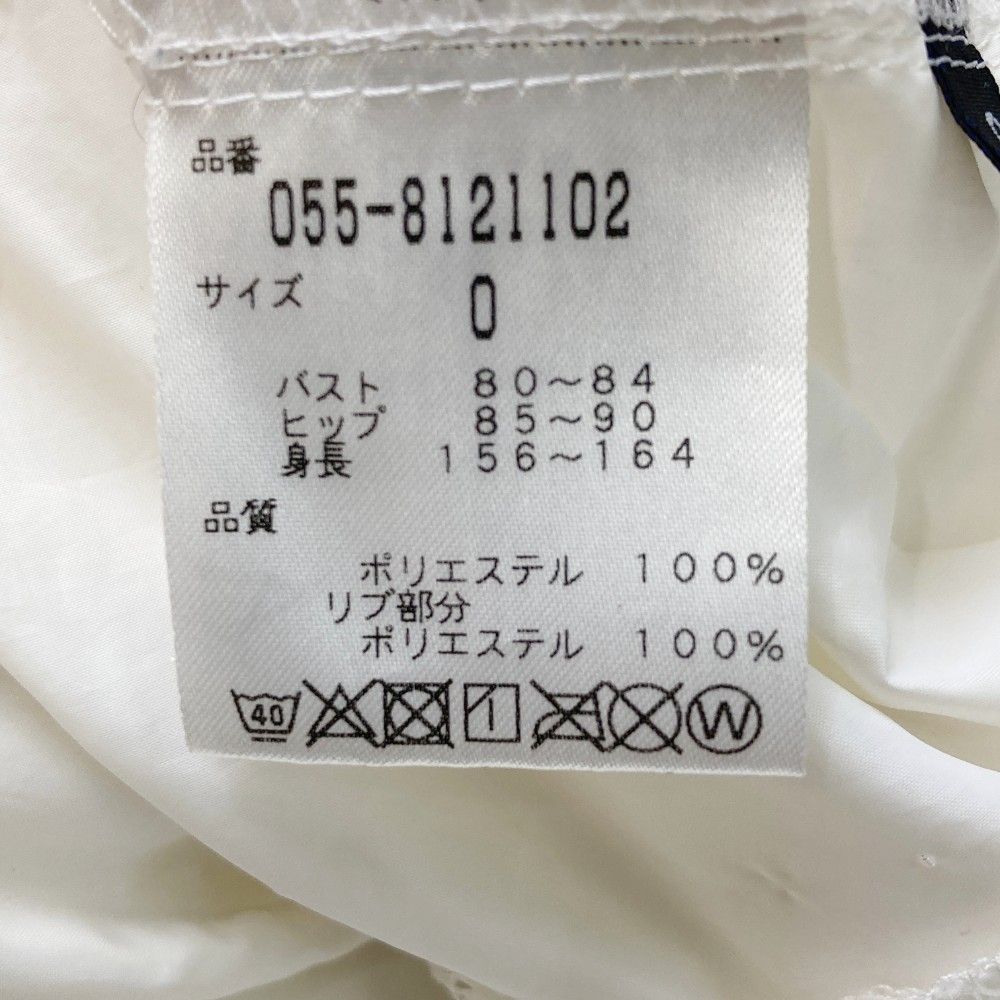 品番
055-8121102
サイズ 0
バスト 80～84
ヒップ 85～90
身長 156～164
品質
ポリエステル 100%
リブ部分
ポリエステル 100%
40 W